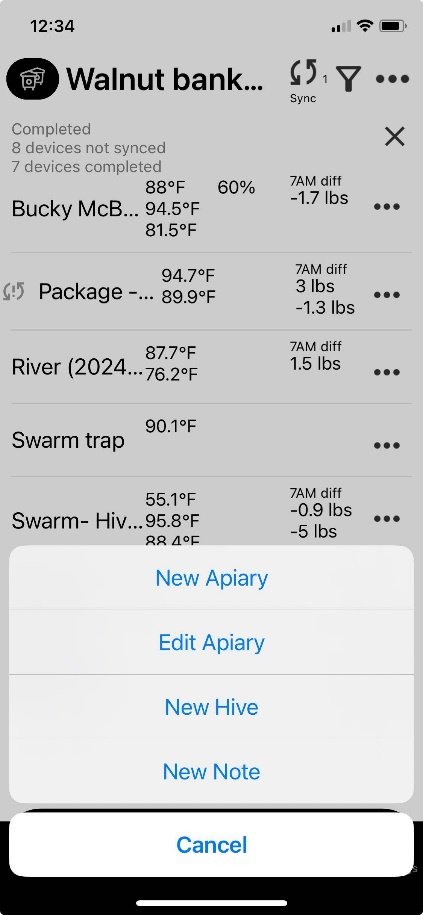 12:34
Walnut bank...
1
Sync
Completed
8 devices not synced
7 devices completed
Bucky McB... 88°F 60% 7AM diff
94.5°F -1.7 lbs
81.5°F
Package -... 94.7°F 7AM diff
89.9°F 3 lbs
-1.3 lbs
River (2024... 87.7°F 7AM diff
76.2°F 1.5 lbs
Swarm trap 90.1°F
Swarm- Hiv... 55.1°F 7AM diff
95.8°F -0.9 lbs
88.4°F -5 lbs
New Apiary
Edit Apiary
New Hive
New Note
Cancel